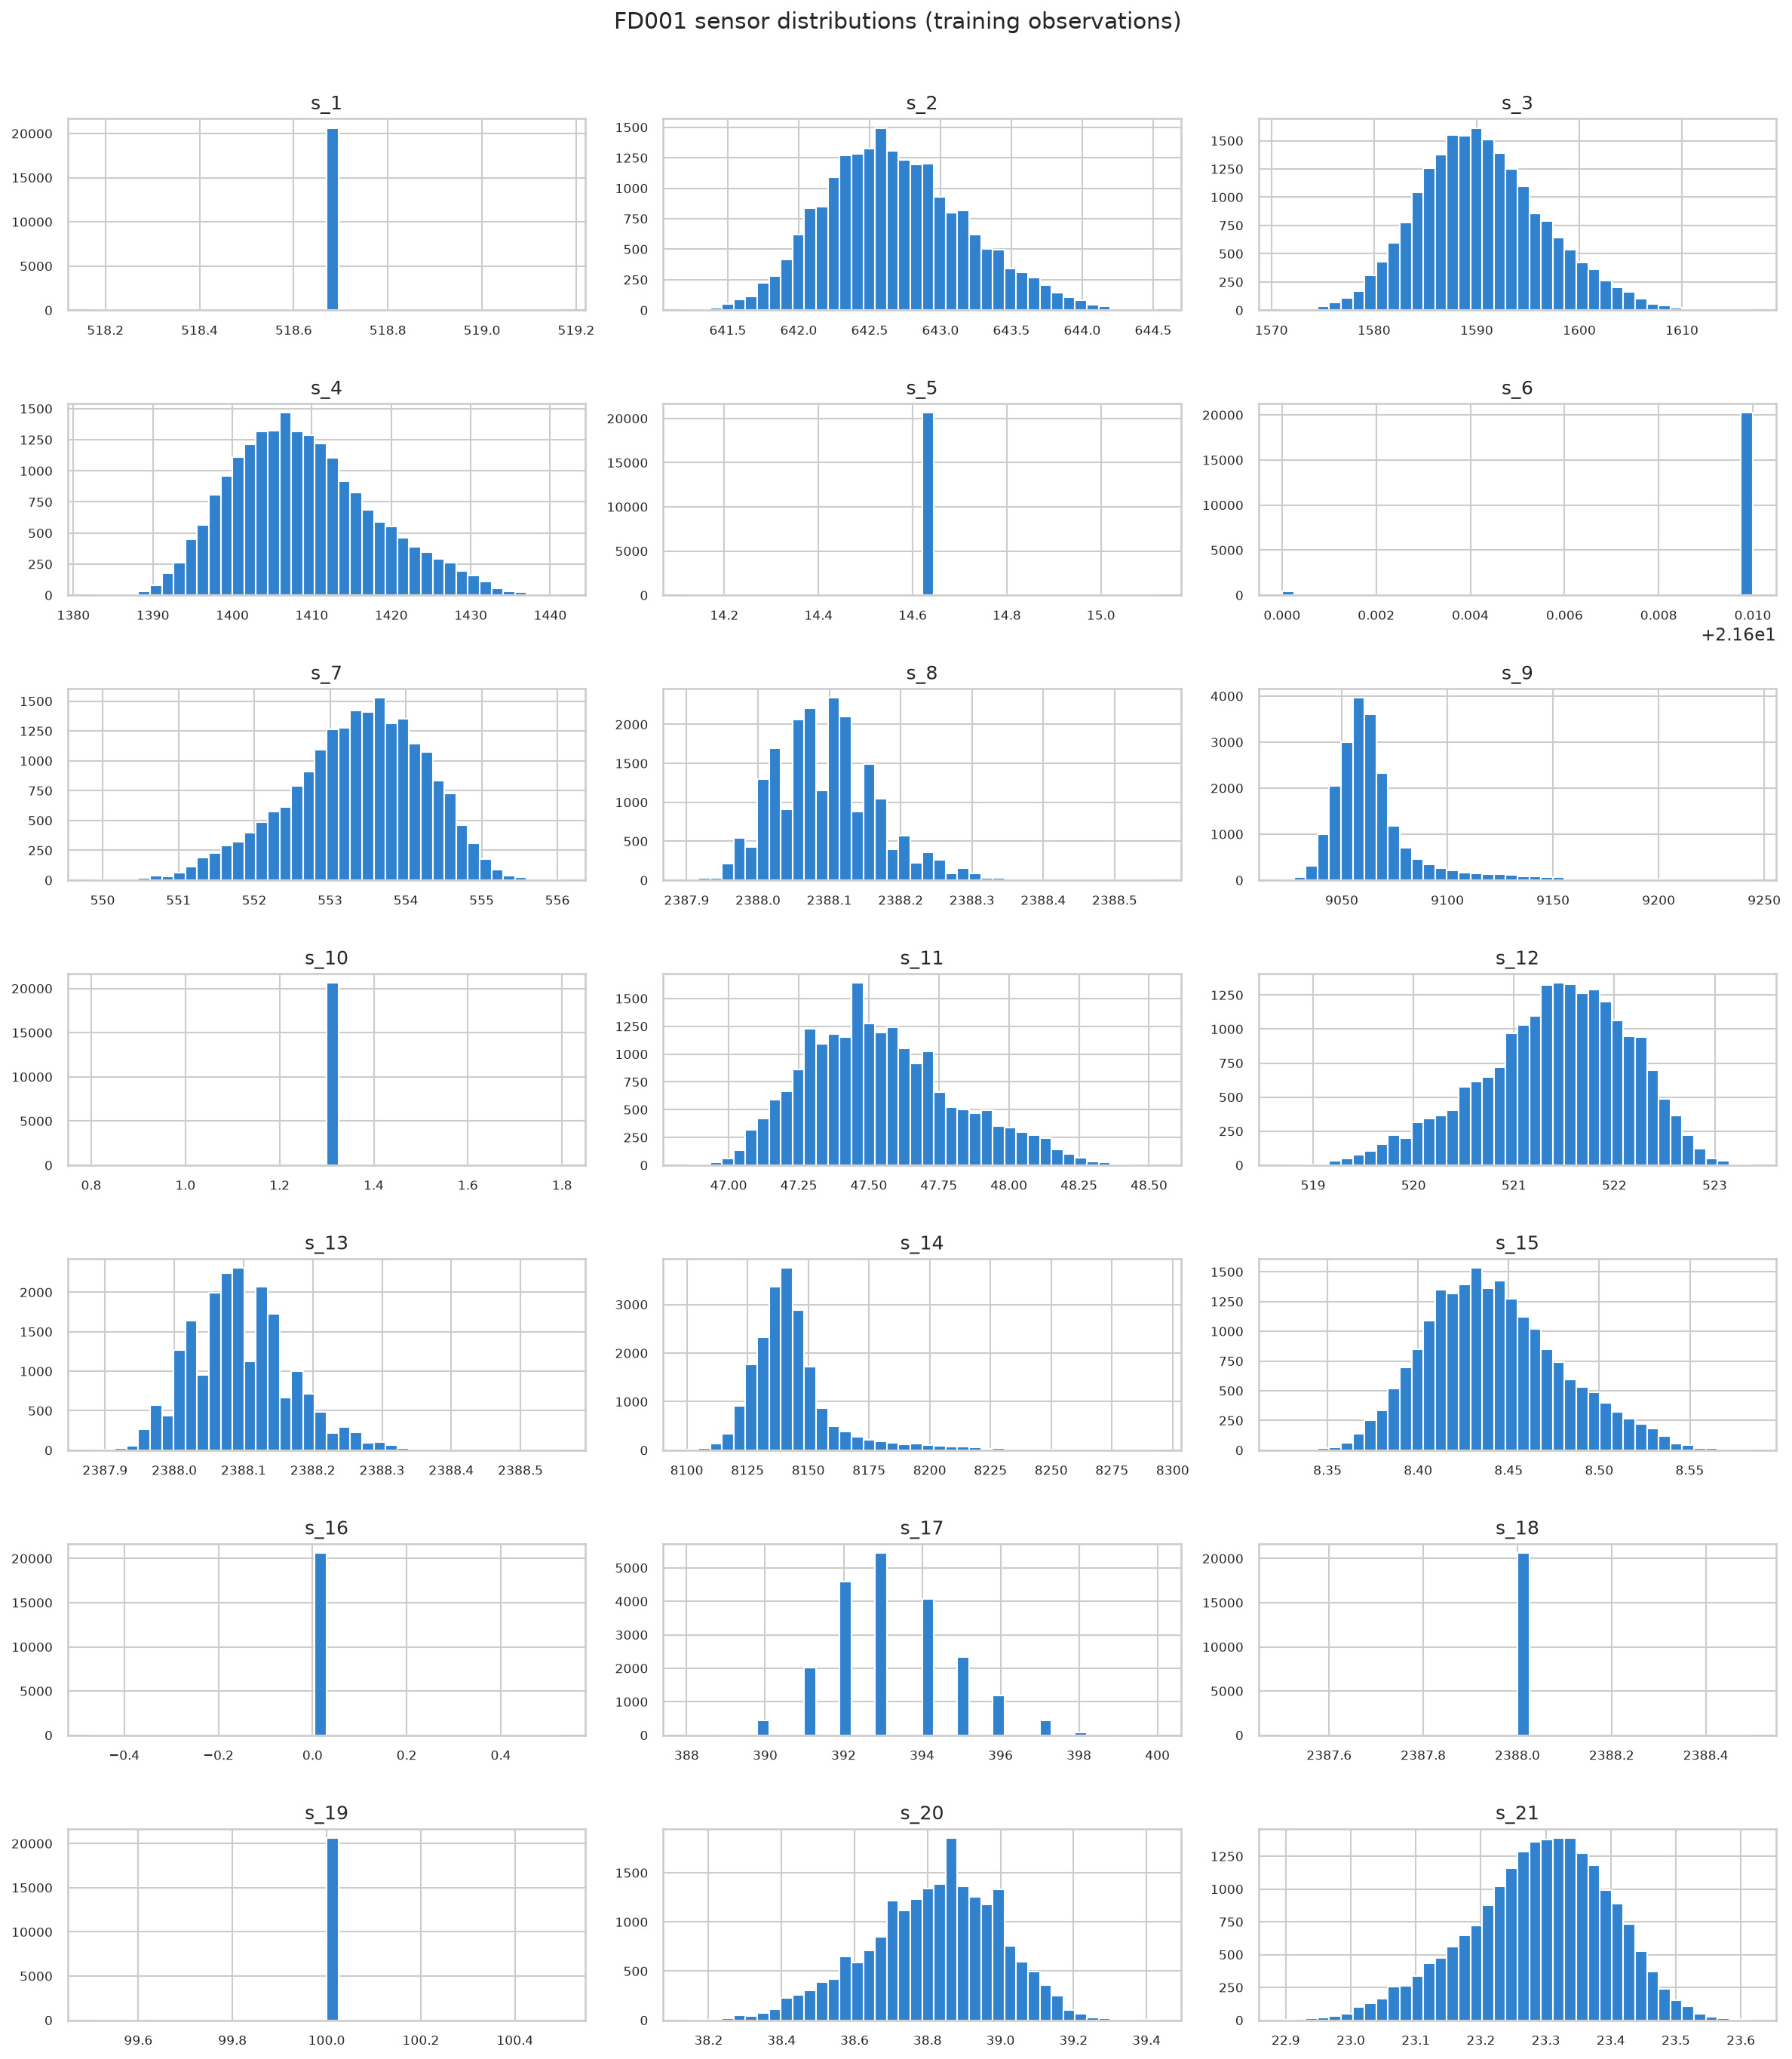 FD001 sensor distributions (training observations)
s_1 s_2 s_3
20000 15000 10000 5000 0
518.2 518.4 518.6 518.8 519.0 519.2
1500 1250 1000 750 500 250 0
641.5 642.0 642.5 643.0 643.5 644.0 644.5
1500 1250 1000 750 500 250 0
1570 1580 1590 1600 1610
s_4 s_5 s_6
1500 1250 1000 750 500 250 0
1380 1390 1400 1410 1420 1430 1440
20000 15000 10000 5000 0
14.2 14.4 14.6 14.8 15.0
20000 15000 10000 5000 0
0.000 0.002 0.004 0.006 0.008 0.010
+2.16e1
s_7 s_8 s_9
1500 1250 1000 750 500 250 0
550 551 552 553 554 555 556
2000 1500 1000 500 0
2387.9 2388.0 2388.1 2388.2 2388.3 2388.4 2388.5
4000 3000 2000 1000 0
9050 9100 9150 9200 9250
s_10 s_11 s_12
20000 15000 10000 5000 0
0.8 1.0 1.2 1.4 1.6 1.8
1500 1250 1000 750 500 250 0
47.00 47.25 47.50 47.75 48.00 48.25 48.50
1250 1000 750 500 250 0
519 520 521 522 523
s_13 s_14 s_15
2000 1500 1000 500 0
2387.9 2388.0 2388.1 2388.2 2388.3 2388.4 2388.5
3000 2000 1000 0
8100 8125 8150 8175 8200 8225 8250 8275 8300
1500 1250 1000 750 500 250 0
8.35 8.40 8.45 8.50 8.55
s_16 s_17 s_18
20000 15000 10000 5000 0
−0.4 −0.2 0.0 0.2 0.4
5000 4000 3000 2000 1000 0
388 390 392 394 396 398 400
20000 15000 10000 5000 0
2387.6 2387.8 2388.0 2388.2 2388.4
s_19 s_20 s_21
20000 15000 10000 5000 0
99.6 99.8 100.0 100.2 100.4
1500 1000 500 0
38.2 38.4 38.6 38.8 39.0 39.2 39.4
1250 1000 750 500 250 0
22.9 23.0 23.1 23.2 23.3 23.4 23.5 23.6